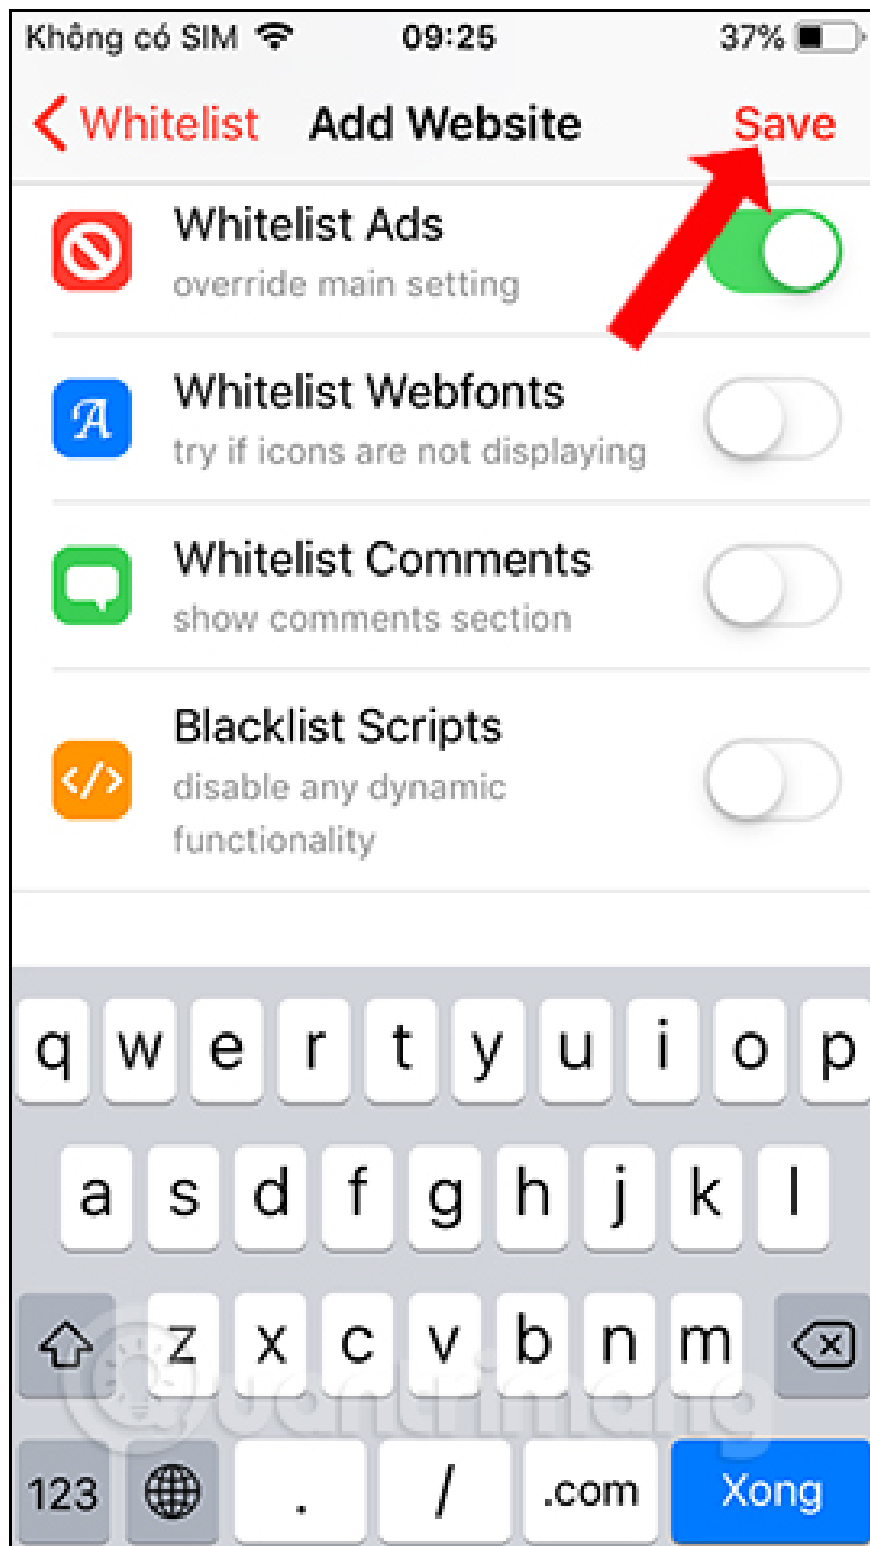 Không có SIM 09:25 37%
Whitelist Add Website Save
Whitelist Ads
override main setting
A
Whitelist Webfonts
try if icons are not displaying
Whitelist Comments
show comments section
Blacklist Scripts
</>
disable any dynamic
functionality
q w e r t y u i o p
a s d f g h j k l
z x c v b n m
uantrimang
123 . / .com Xong